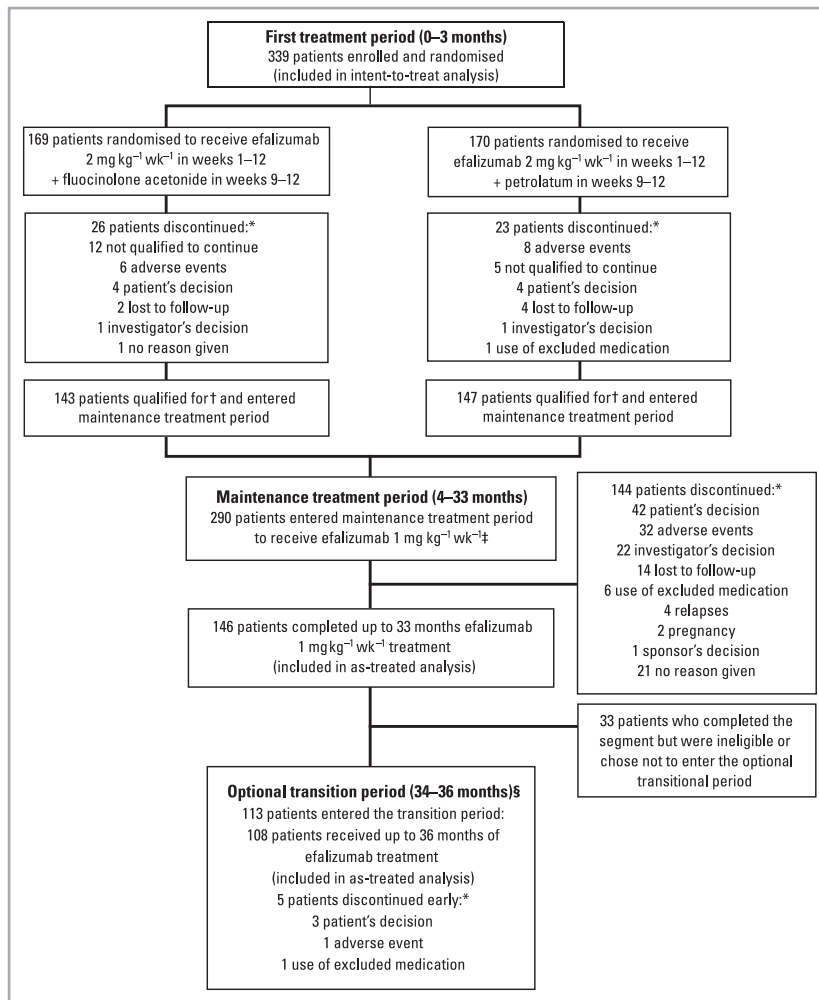 First treatment period (0–3 months)
339 patients enrolled and randomised
(included in intent-to-treat analysis)
169 patients randomised to receive efalizumab
2 mg kg⁻¹ wk⁻¹ in weeks 1–12
+ fluocinolone acetonide in weeks 9–12
170 patients randomised to receive
efalizumab 2 mg kg⁻¹ wk⁻¹ in weeks 1–12
+ petrolatum in weeks 9–12
26 patients discontinued:*
12 not qualified to continue
6 adverse events
4 patient's decision
2 lost to follow-up
1 investigator's decision
1 no reason given
23 patients discontinued:*
8 adverse events
5 not qualified to continue
4 patient's decision
4 lost to follow-up
1 investigator's decision
1 use of excluded medication
143 patients qualified for† and entered
maintenance treatment period
147 patients qualified for† and entered
maintenance treatment period
Maintenance treatment period (4–33 months)
290 patients entered maintenance treatment period
to receive efalizumab 1 mg kg⁻¹ wk⁻¹‡
144 patients discontinued:*
42 patient's decision
32 adverse events
22 investigator's decision
14 lost to follow-up
6 use of excluded medication
4 relapses
2 pregnancy
1 sponsor's decision
21 no reason given
146 patients completed up to 33 months efalizumab
1 mg kg⁻¹ wk⁻¹ treatment
(included in as-treated analysis)
33 patients who completed the
segment but were ineligible or
chose not to enter the optional
transitional period
Optional transition period (34–36 months)§
113 patients entered the transition period:
108 patients received up to 36 months of
efalizumab treatment
(included in as-treated analysis)
5 patients discontinued early:*
3 patient's decision
1 adverse event
1 use of excluded medication